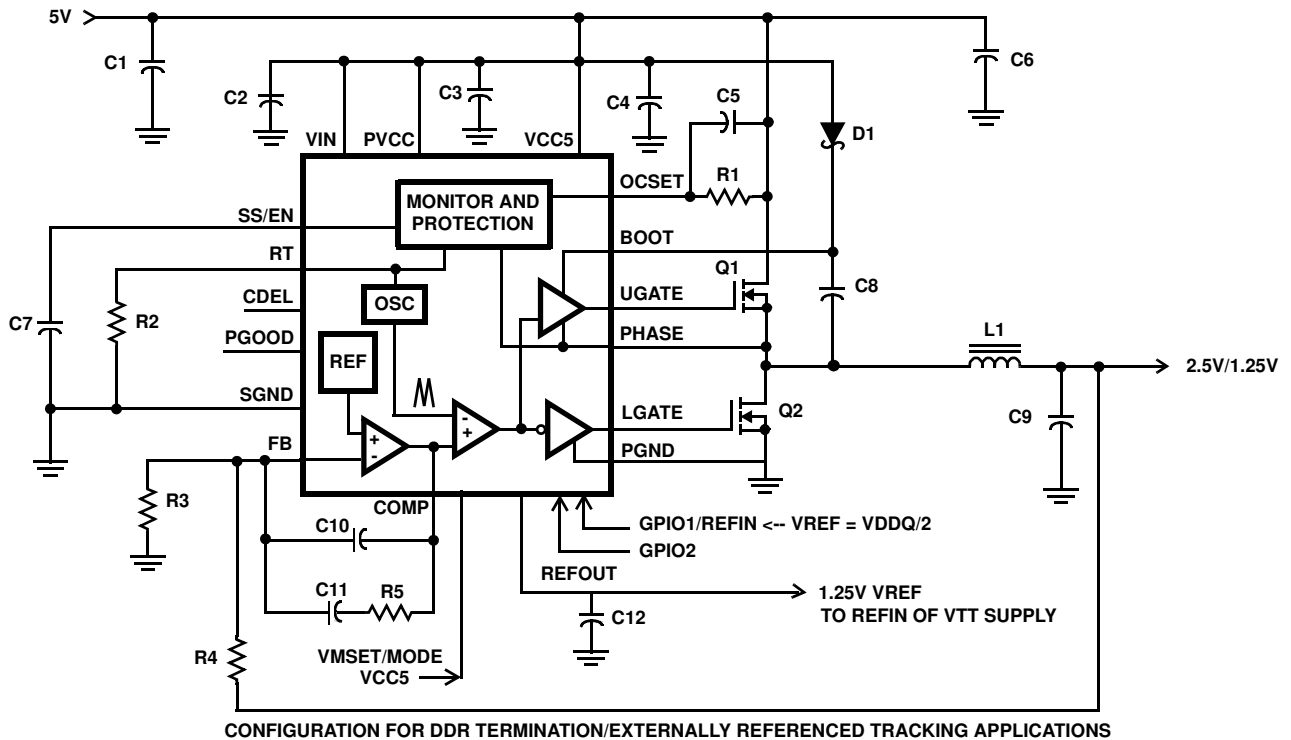 5V
C1
C2
C3
C4
C5
C6
VIN
PVCC
VCC5
D1
OCSET
R1
MONITOR AND
PROTECTION
SS/EN
BOOT
RT
Q1
OSC
UGATE
C8
CDEL
C7
R2
PGOOD
PHASE
L1
REF
2.5V/1.25V
SGND
LGATE
Q2
C9
FB
+
-
-
+
PGND
R3
COMP
C10
GPIO1/REFIN <-- VREF = VDDQ/2
GPIO2
REFOUT
C11
R5
1.25V VREF
TO REFIN OF VTT SUPPLY
C12
R4
VMSET/MODE
VCC5
CONFIGURATION FOR DDR TERMINATION/EXTERNALLY REFERENCED TRACKING APPLICATIONS